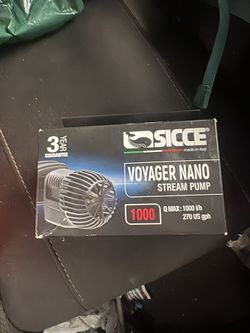 SICCE
made in italy
3 YEAR
GUARANTEE
VOYAGER NANO
STREAM PUMP
1000
Q MAX: 1000 l/h
270 US gph